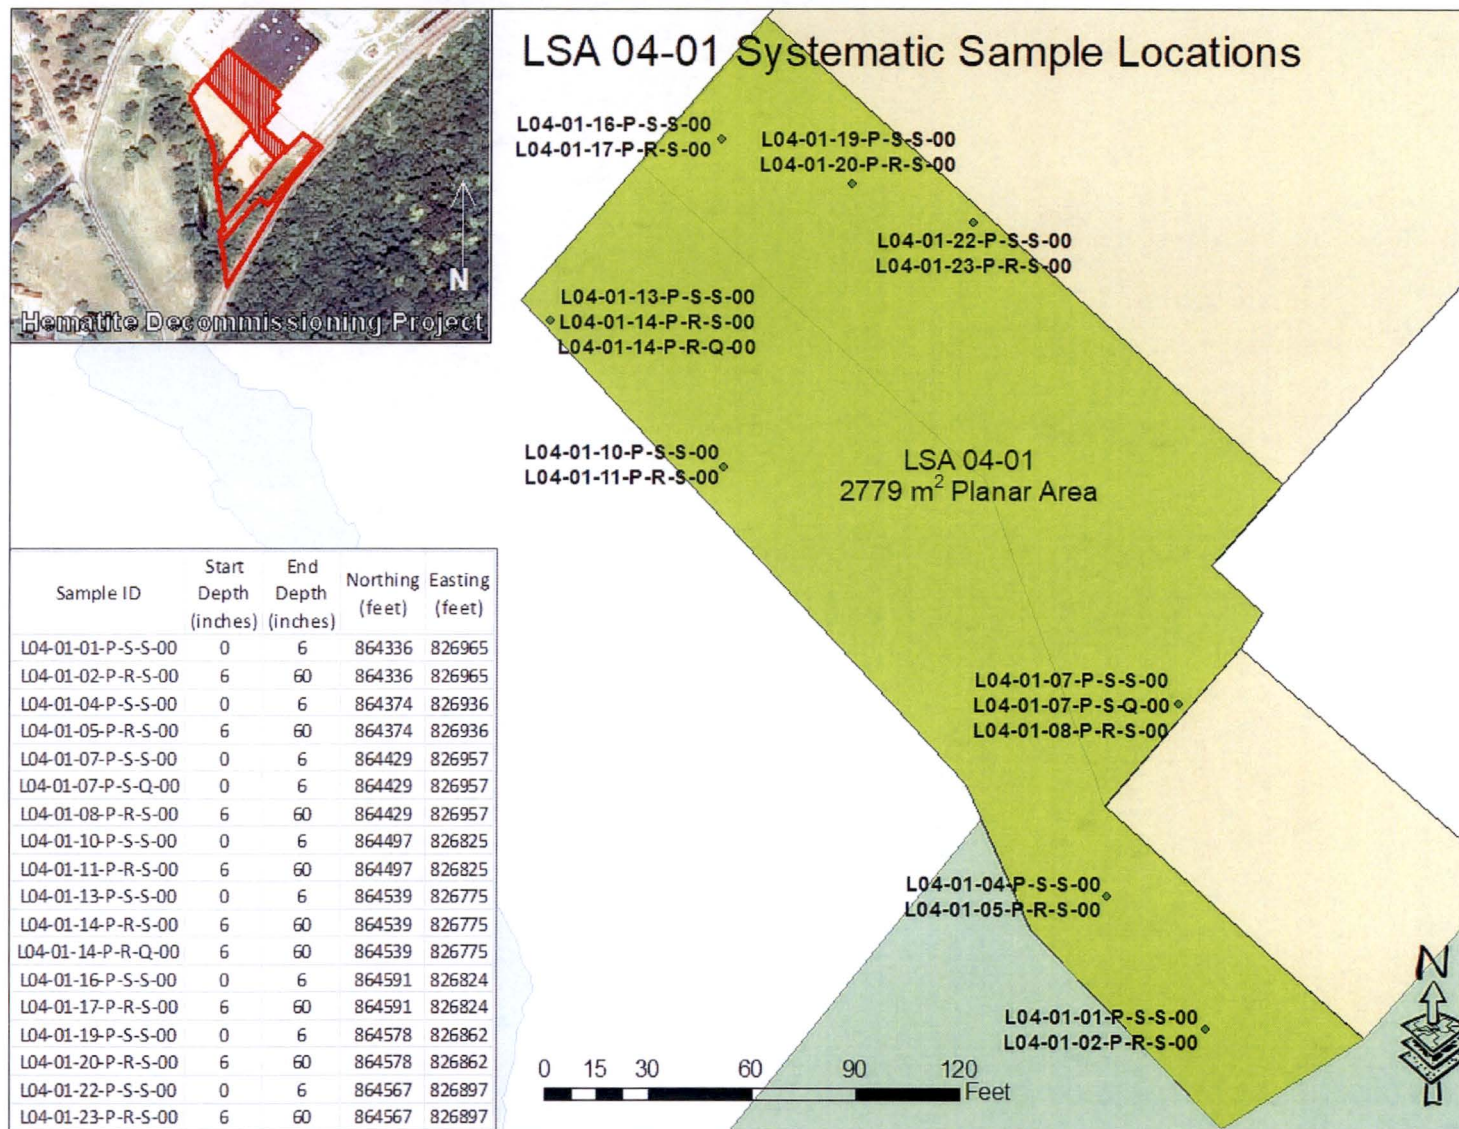 LSA 04-01 Systematic Sample Locations
N
Hematite Decommissioning Project
L04-01-16-P-S-S-00
L04-01-17-P-R-S-00
L04-01-19-P-S-S-00
L04-01-20-P-R-S-00
L04-01-22-P-S-S-00
L04-01-23-P-R-S-00
L04-01-13-P-S-S-00
L04-01-14-P-R-S-00
L04-01-14-P-R-Q-00
L04-01-10-P-S-S-00
L04-01-11-P-R-S-00
LSA 04-01
2779 m² Planar Area
L04-01-07-P-S-S-00
L04-01-07-P-S-Q-00
L04-01-08-P-R-S-00
L04-01-04-P-S-S-00
L04-01-05-P-R-S-00
L04-01-01-P-S-S-00
L04-01-02-P-R-S-00
N
0 15 30 60 90 120
Feet
Sample ID Start Depth (inches) End Depth (inches) Northing (feet) Easting (feet)
L04-01-01-P-S-S-00 0 6 864336 826965
L04-01-02-P-R-S-00 6 60 864336 826965
L04-01-04-P-S-S-00 0 6 864374 826936
L04-01-05-P-R-S-00 6 60 864374 826936
L04-01-07-P-S-S-00 0 6 864429 826957
L04-01-07-P-S-Q-00 0 6 864429 826957
L04-01-08-P-R-S-00 6 60 864429 826957
L04-01-10-P-S-S-00 0 6 864497 826825
L04-01-11-P-R-S-00 6 60 864497 826825
L04-01-13-P-S-S-00 0 6 864539 826775
L04-01-14-P-R-S-00 6 60 864539 826775
L04-01-14-P-R-Q-00 6 60 864539 826775
L04-01-16-P-S-S-00 0 6 864591 826824
L04-01-17-P-R-S-00 6 60 864591 826824
L04-01-19-P-S-S-00 0 6 864578 826862
L04-01-20-P-R-S-00 6 60 864578 826862
L04-01-22-P-S-S-00 0 6 864567 826897
L04-01-23-P-R-S-00 6 60 864567 826897